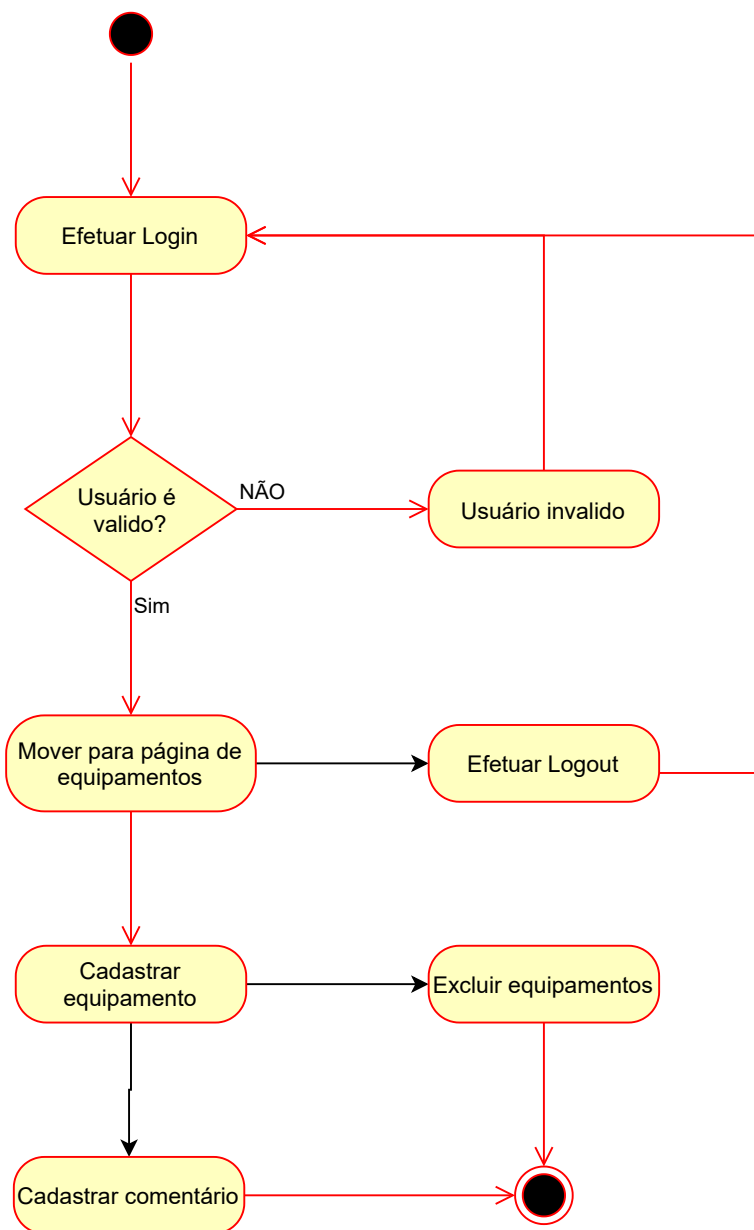 Efetuar Login
Usuário é
valido?
NÃO
Usuário invalido
Sim
Mover para página de
equipamentos
Efetuar Logout
Cadastrar
equipamento
Excluir equipamentos
Cadastrar comentário